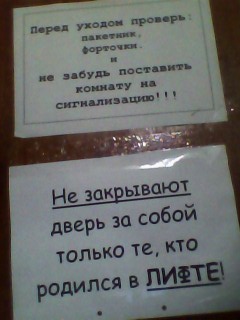 Перед уходом проверь:
пакетник,
форточки.
и
не забудь поставить
комнату на
сигнализацию!!!
Не закрывают
дверь за собой
только те, кто
родился в ЛИФТЕ!